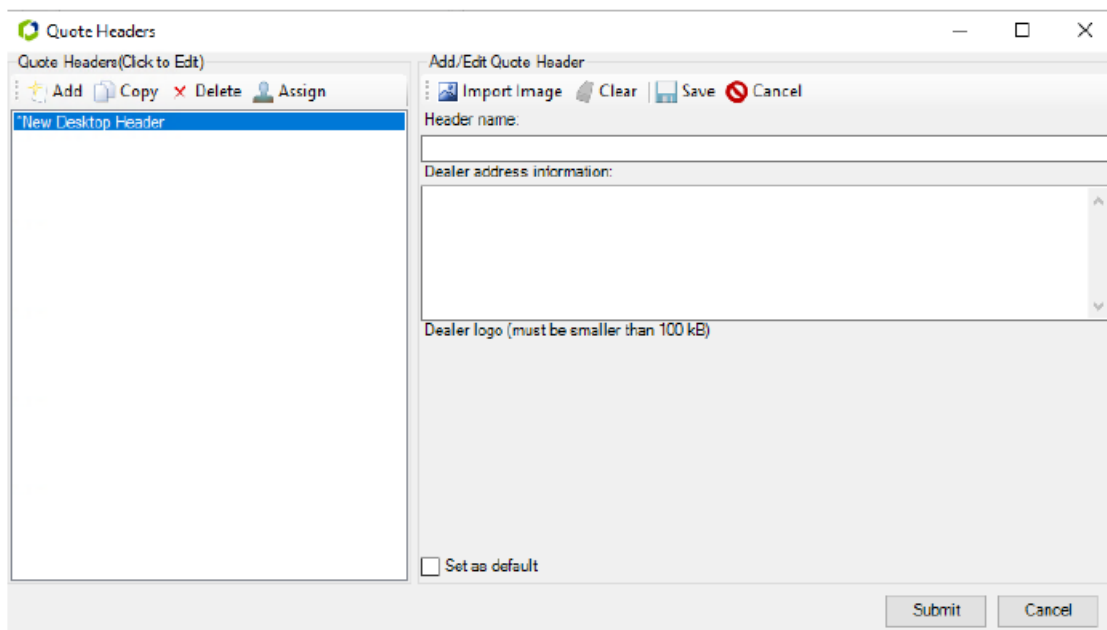 Quote Headers
Quote Headers(Click to Edit)
Add Copy Delete Assign
*New Desktop Header
Add/Edit Quote Header
Import Image Clear Save Cancel
Header name:
Dealer address information:
Dealer logo (must be smaller than 100 kB)
Set as default
Submit Cancel